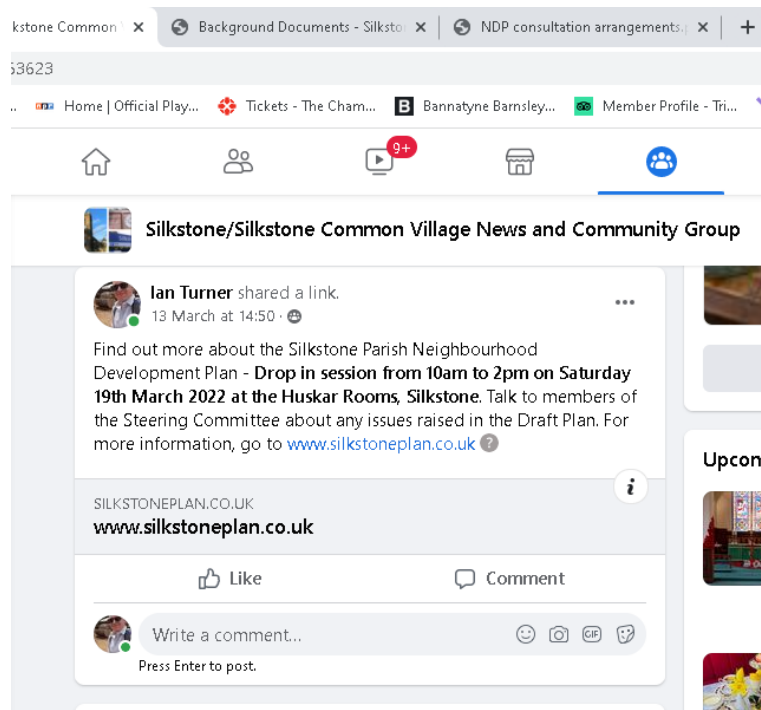 kstone Common
Background Documents - Silksto
NDP consultation arrangements.
53623
Home | Official Play...
Tickets - The Cham...
B
Bannatyne Barnsley...
Member Profile - Tri...
9+
Silkstone/Silkstone Common Village News and Community Group
Ian Turner shared a link.
13 March at 14:50 ·
Find out more about the Silkstone Parish Neighbourhood
Development Plan - Drop in session from 10am to 2pm on Saturday
19th March 2022 at the Huskar Rooms, Silkstone. Talk to members of
the Steering Committee about any issues raised in the Draft Plan. For
more information, go to www.silkstoneplan.co.uk ?
i
SILKSTONEPLAN.CO.UK
www.silkstoneplan.co.uk
Like
Comment
Write a comment...
GIF
Press Enter to post.
Upcom